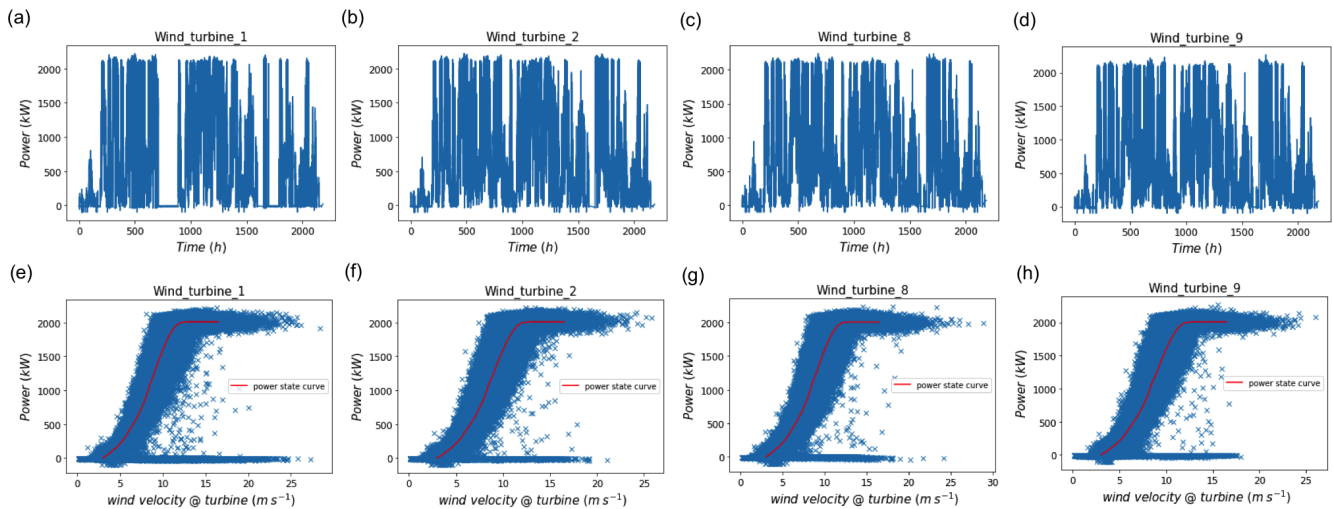 (a)
Wind_turbine_1
2000
1500
1000
500
0
Power (kW)
0 500 1000 1500 2000
Time (h)
(b)
Wind_turbine_2
2000
1500
1000
500
0
Power (kW)
0 500 1000 1500 2000
Time (h)
(c)
Wind_turbine_8
2000
1500
1000
500
0
Power (kW)
0 500 1000 1500 2000
Time (h)
(d)
Wind_turbine_9
2000
1500
1000
500
0
Power (kW)
0 500 1000 1500 2000
Time (h)
(e)
Wind_turbine_1
2000
1500
1000
500
0
Power (kW)
power state curve
0 5 10 15 20 25
wind velocity @ turbine (m s⁻¹)
(f)
Wind_turbine_2
2000
1500
1000
500
0
Power (kW)
power state curve
0 5 10 15 20 25
wind velocity @ turbine (m s⁻¹)
(g)
Wind_turbine_8
2000
1500
1000
500
0
Power (kW)
power state curve
0 5 10 15 20 25 30
wind velocity @ turbine (m s⁻¹)
(h)
Wind_turbine_9
2000
1500
1000
500
0
Power (kW)
power state curve
0 5 10 15 20 25
wind velocity @ turbine (m s⁻¹)